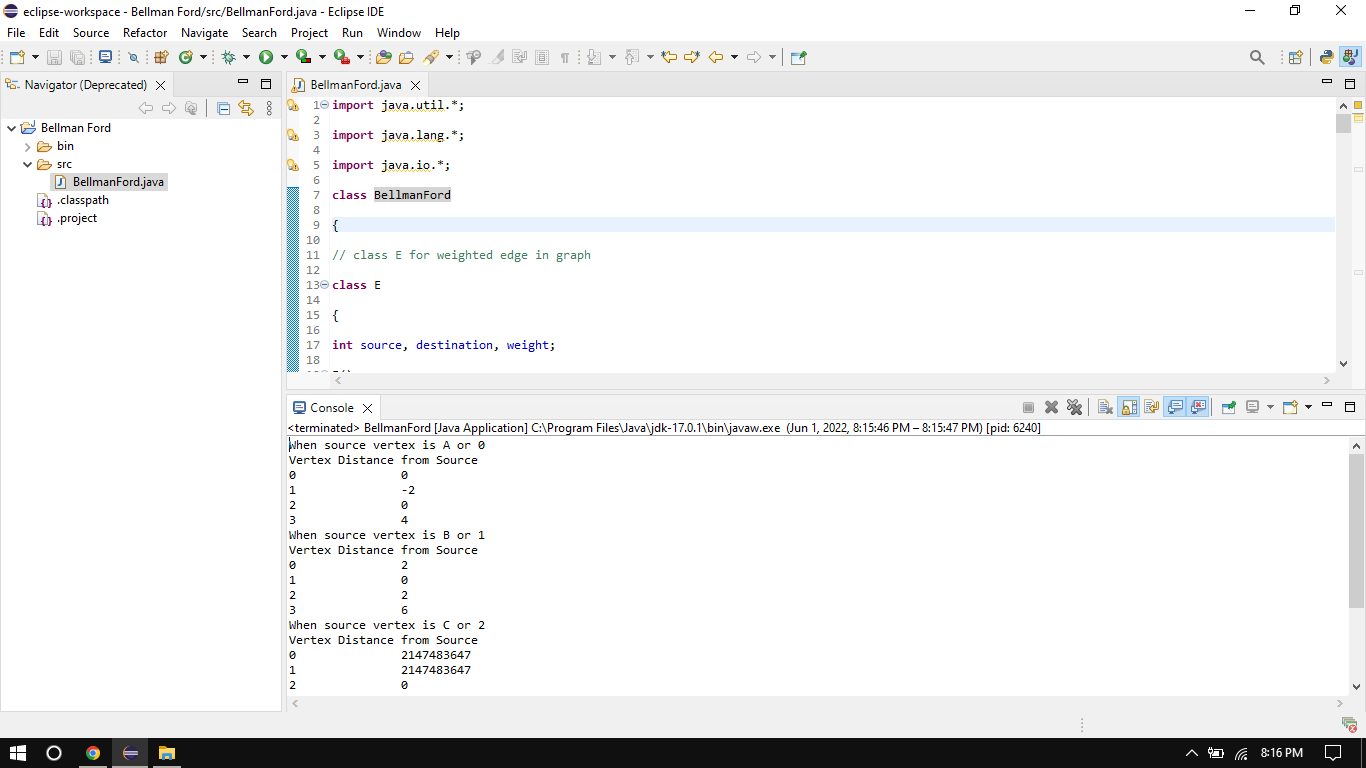 eclipse-workspace - Bellman Ford/src/BellmanFord.java - Eclipse IDE
File Edit Source Refactor Navigate Search Project Run Window Help
Navigator (Deprecated)
Bellman Ford
bin
src
BellmanFord.java
.classpath
.project
BellmanFord.java
1 import java.util.*;
2
3 import java.lang.*;
4
5 import java.io.*;
6
7 class BellmanFord
8
9 {
10
11 // class E for weighted edge in graph
12
13 class E
14
15 {
16
17 int source, destination, weight;
18
Console
<terminated> BellmanFord [Java Application] C:\Program Files\Java\jdk-17.0.1\bin\javaw.exe (Jun 1, 2022, 8:15:46 PM – 8:15:47 PM) [pid: 6240]
When source vertex is A or 0
Vertex Distance from Source
0 0
1 -2
2 0
3 4
When source vertex is B or 1
Vertex Distance from Source
0 2
1 0
2 2
3 6
When source vertex is C or 2
Vertex Distance from Source
0 2147483647
1 2147483647
2 0
8:16 PM